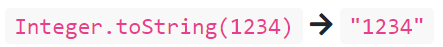 Integer.toString(1234) → "1234"